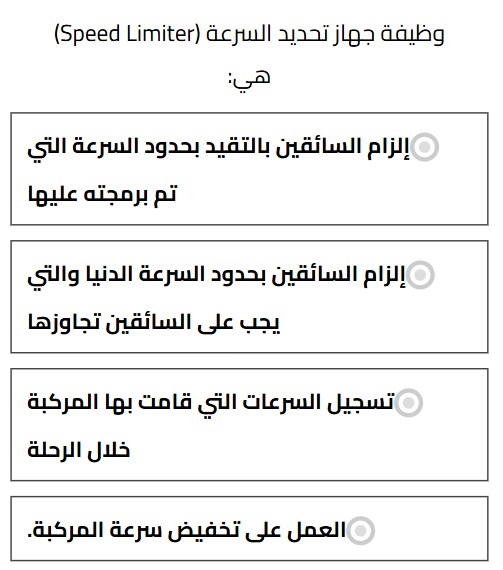 وظيفة جهاز تحديد السرعة (Speed Limiter)
هي:
إلزام السائقين بالتقيد بحدود السرعة التي
تم برمجته عليها
إلزام السائقين بحدود السرعة الدنيا والتي
يجب على السائقين تجاوزها
تسجيل السرعات التي قامت بها المركبة
خلال الرحلة
العمل على تخفيض سرعة المركبة.